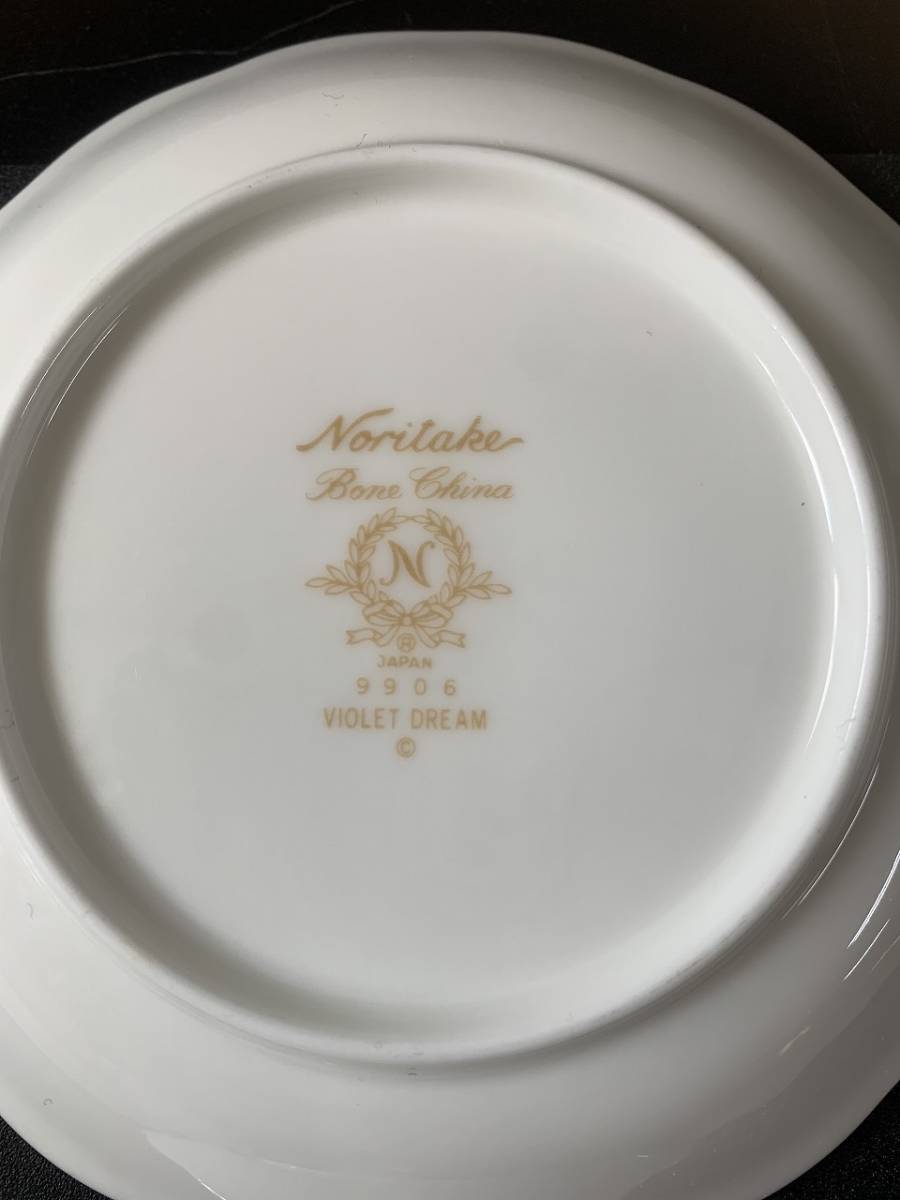 Noritake
Bone China
N
®
JAPAN
9906
VIOLET DREAM
©